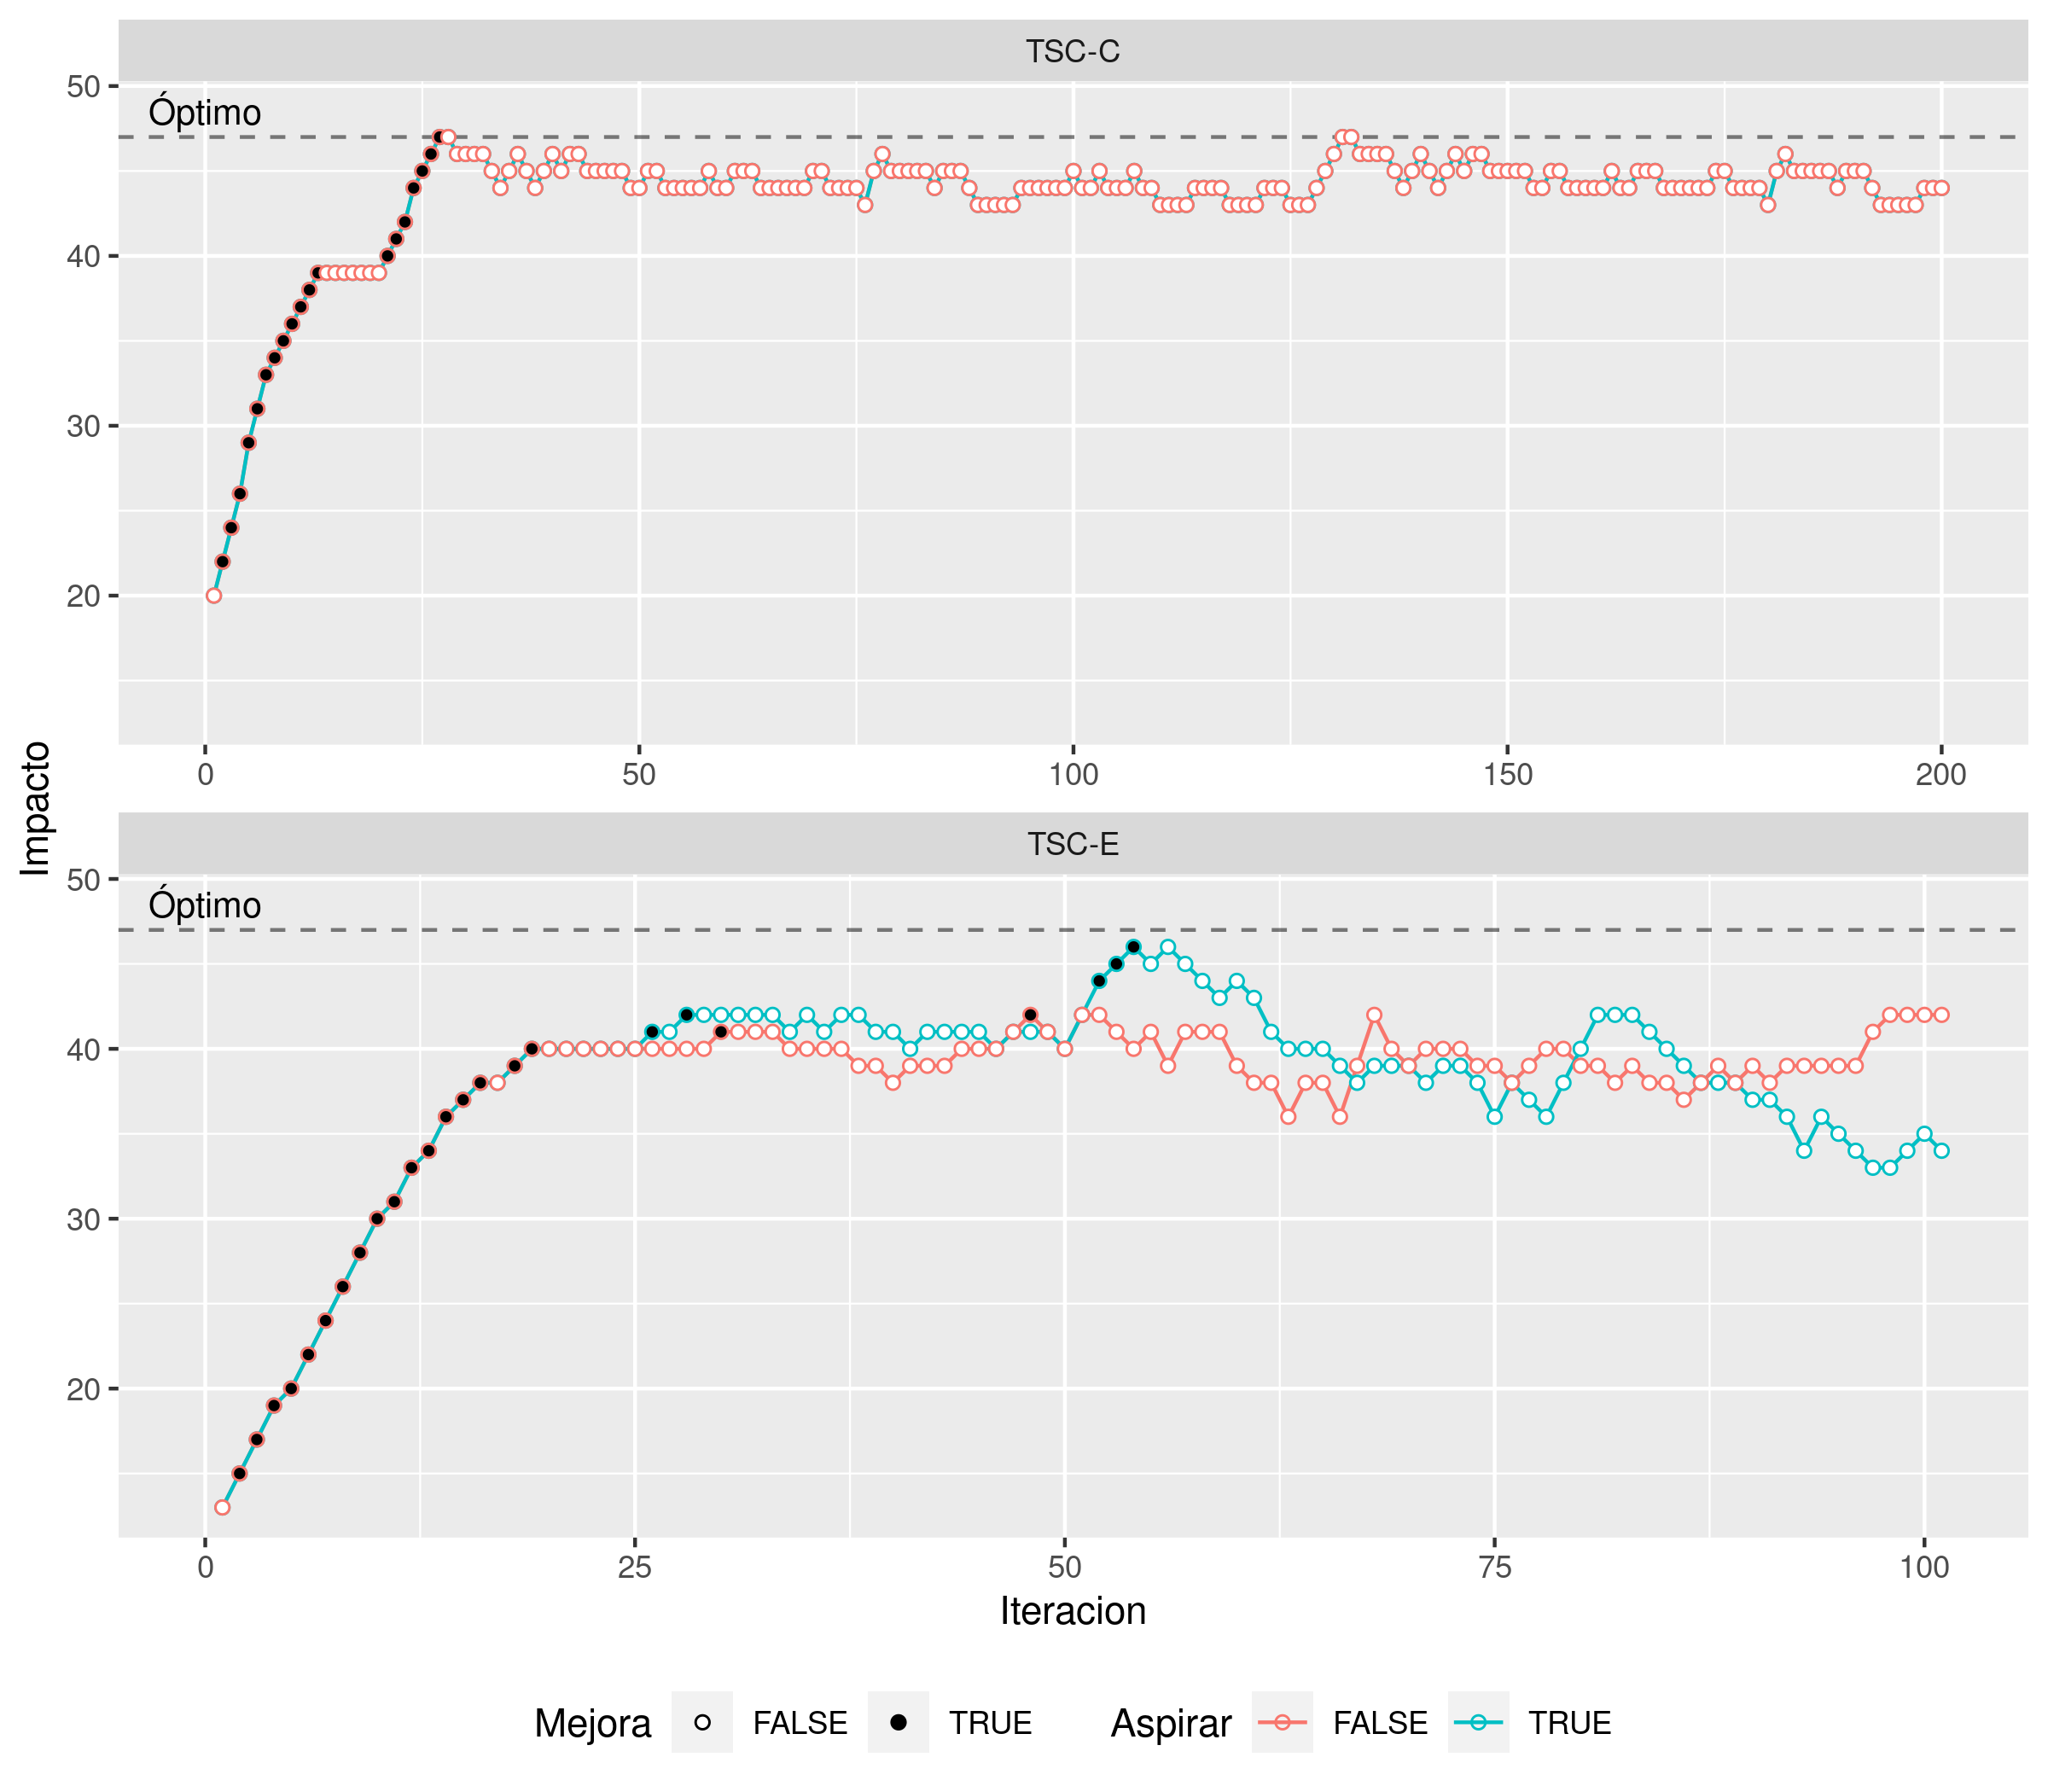 TSC-C
50
Óptimo
40
30
20
0 50 100 150 200
Impacto
TSC-E
50
Óptimo
40
30
20
0 25 50 75 100
Iteracion
Mejora FALSE TRUE Aspirar FALSE TRUE